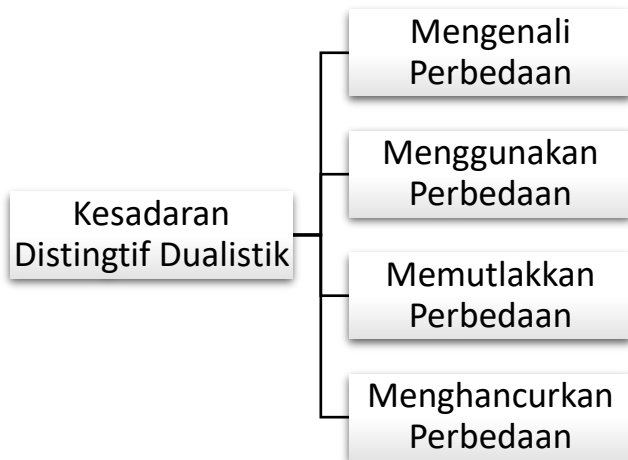 Kesadaran
Distingtif Dualistik
Mengenali
Perbedaan
Menggunakan
Perbedaan
Memutlakkan
Perbedaan
Menghancurkan
Perbedaan